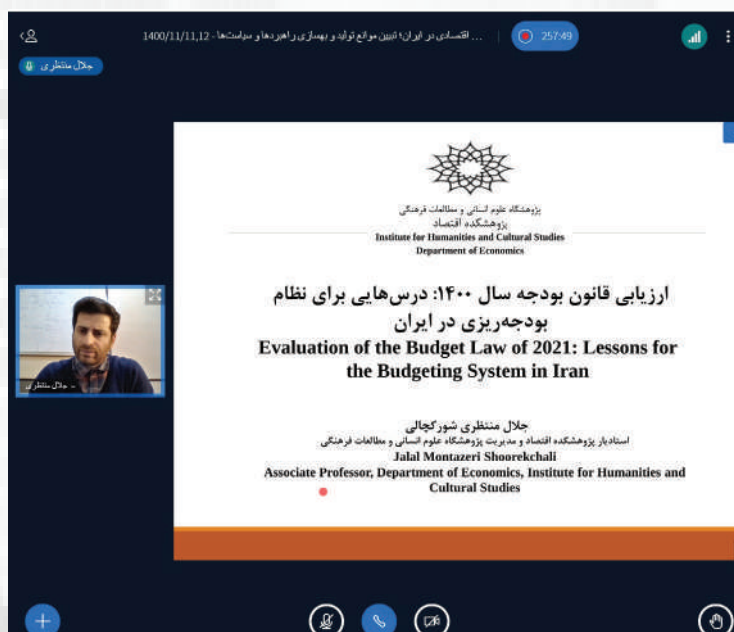 ... اقتصادی در ایران؛ تبیین موانع تولید و بهسازی راهبردها و سیاست‌ها - 1400/11/11,12
257:49
جلال منتظری
پژوهشگاه علوم انسانی و مطالعات فرهنگی
پژوهشکده اقتصاد
Institute for Humanities and Cultural Studies
Department of Economics
ارزیابی قانون بودجه سال ۱۴۰۰: درس‌هایی برای نظام
بودجه‌ریزی در ایران
Evaluation of the Budget Law of 2021: Lessons for
the Budgeting System in Iran
جلال منتظری
جلال منتظری شورکچالی
استادیار پژوهشکده اقتصاد و مدیریت پژوهشگاه علوم انسانی و مطالعات فرهنگی
Jalal Montazeri Shoorekchali
Associate Professor, Department of Economics, Institute for Humanities and
Cultural Studies